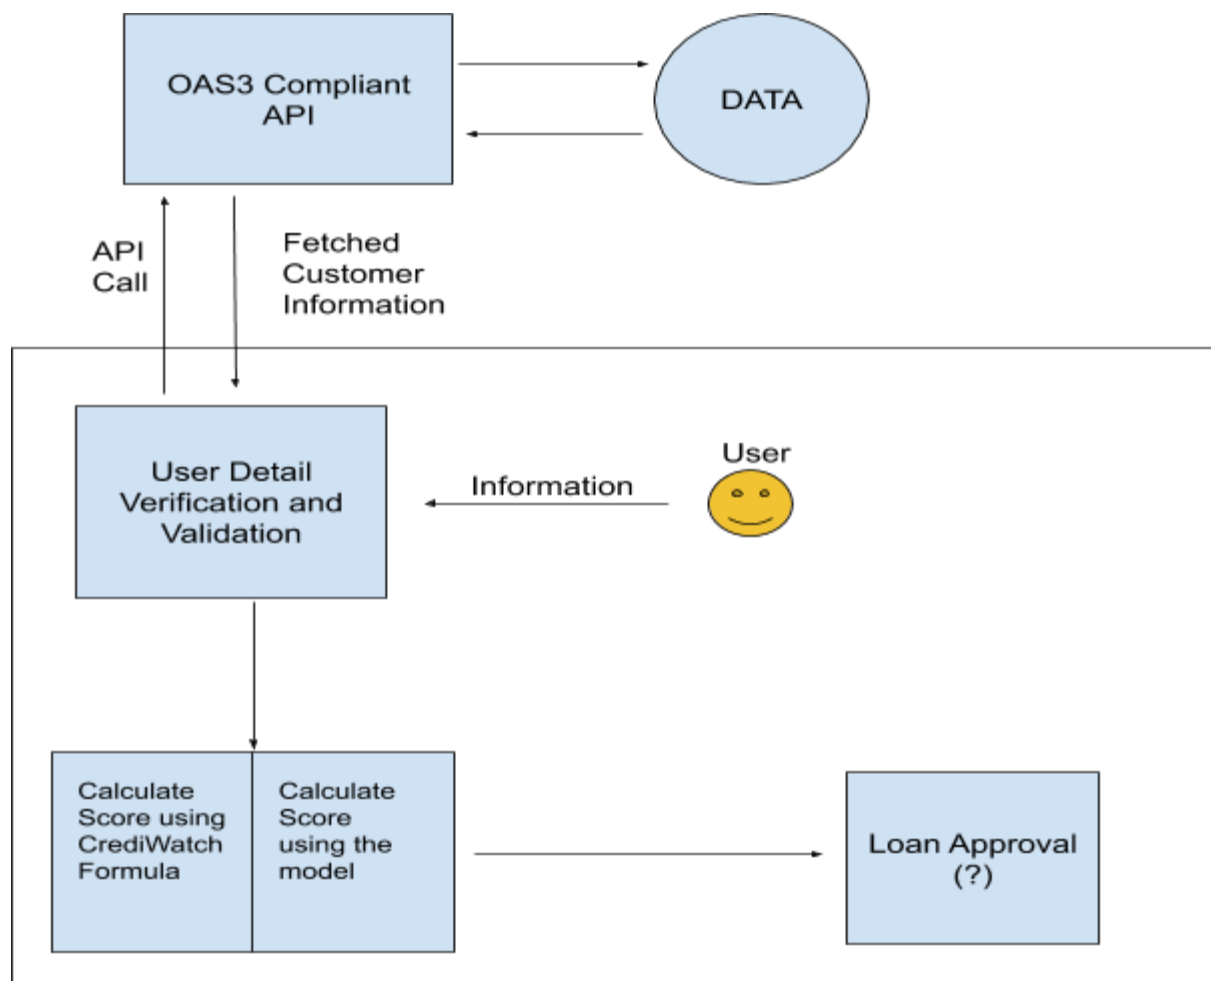 OAS3 Compliant
API
DATA
API
Call
Fetched
Customer
Information
User Detail
Verification and
Validation
Information
User
Calculate
Score using
CrediWatch
Formula
Calculate
Score
using the
model
Loan Approval
(?)